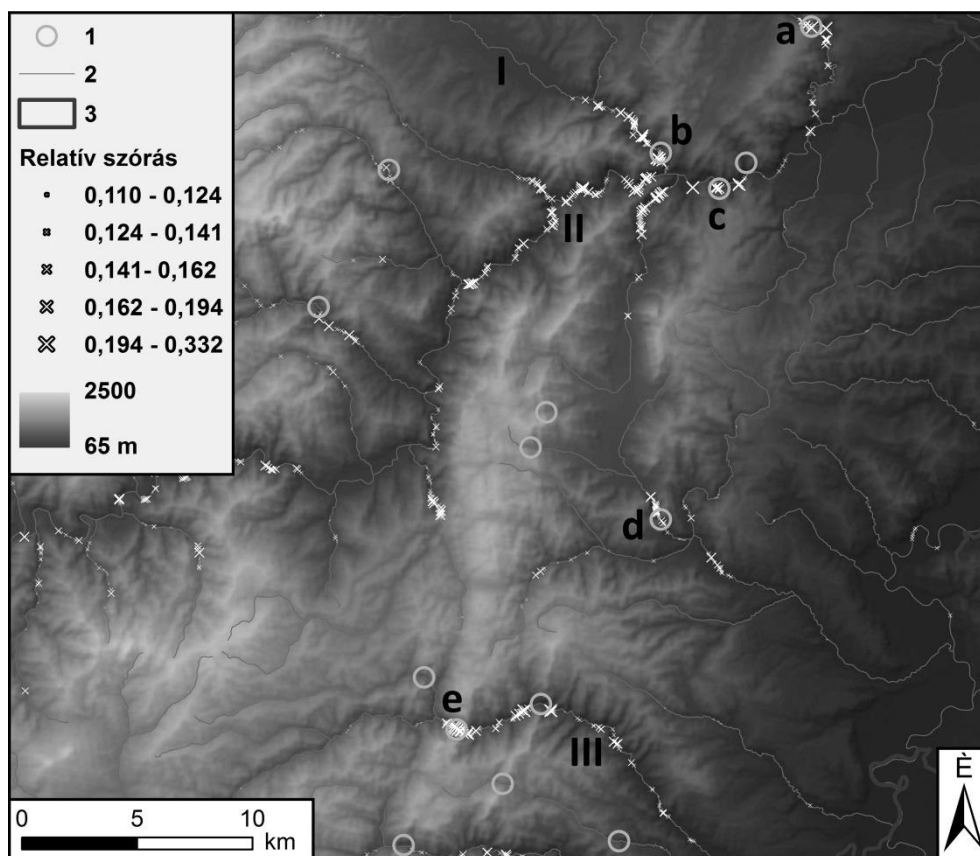 1
2
3
Relatív szórás
0,110 - 0,124
0,124 - 0,141
0,141- 0,162
0,162 - 0,194
0,194 - 0,332
2500
65 m
a
I
b
II
c
d
e
III
È
0 5 10
km